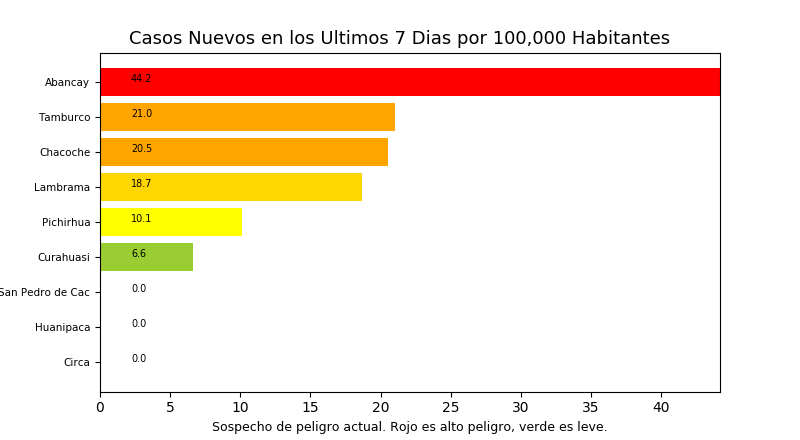 Casos Nuevos en los Ultimos 7 Dias por 100,000 Habitantes
Abancay 44.2
Tamburco 21.0
Chacoche 20.5
Lambrama 18.7
Pichirhua 10.1
Curahuasi 6.6
San Pedro de Cac 0.0
Huanipaca 0.0
Circa 0.0
0 5 10 15 20 25 30 35 40
Sospecho de peligro actual. Rojo es alto peligro, verde es leve.